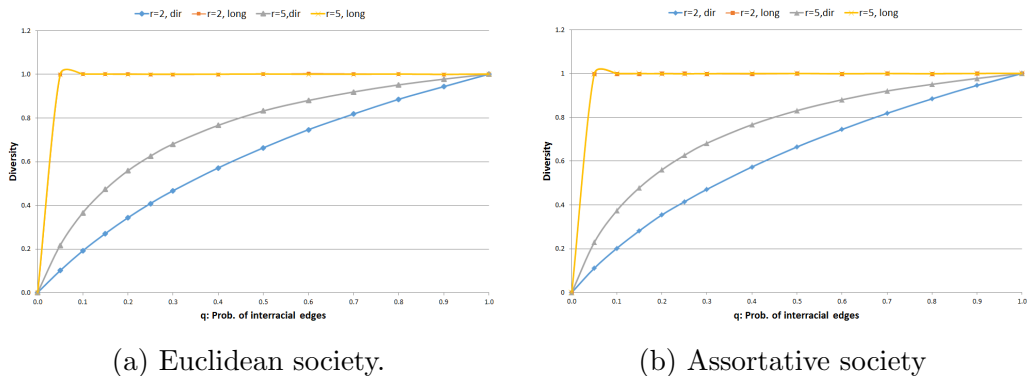 r=2, dir r=2, long r=5,dir r=5, long
1.2
1.0
0.8
0.6
0.4
0.2
0.0
Diversity
0.0 0.1 0.2 0.3 0.4 0.5 0.6 0.7 0.8 0.9 1.0
q: Prob. of interracial edges
(a) Euclidean society.
r=2, dir r=2, long r=5,dir r=5, long
1.2
1
0.8
0.6
0.4
0.2
0
Diversity
0.0 0.1 0.2 0.3 0.4 0.5 0.6 0.7 0.8 0.9 1.0
q: Prob. of interracial edges
(b) Assortative society